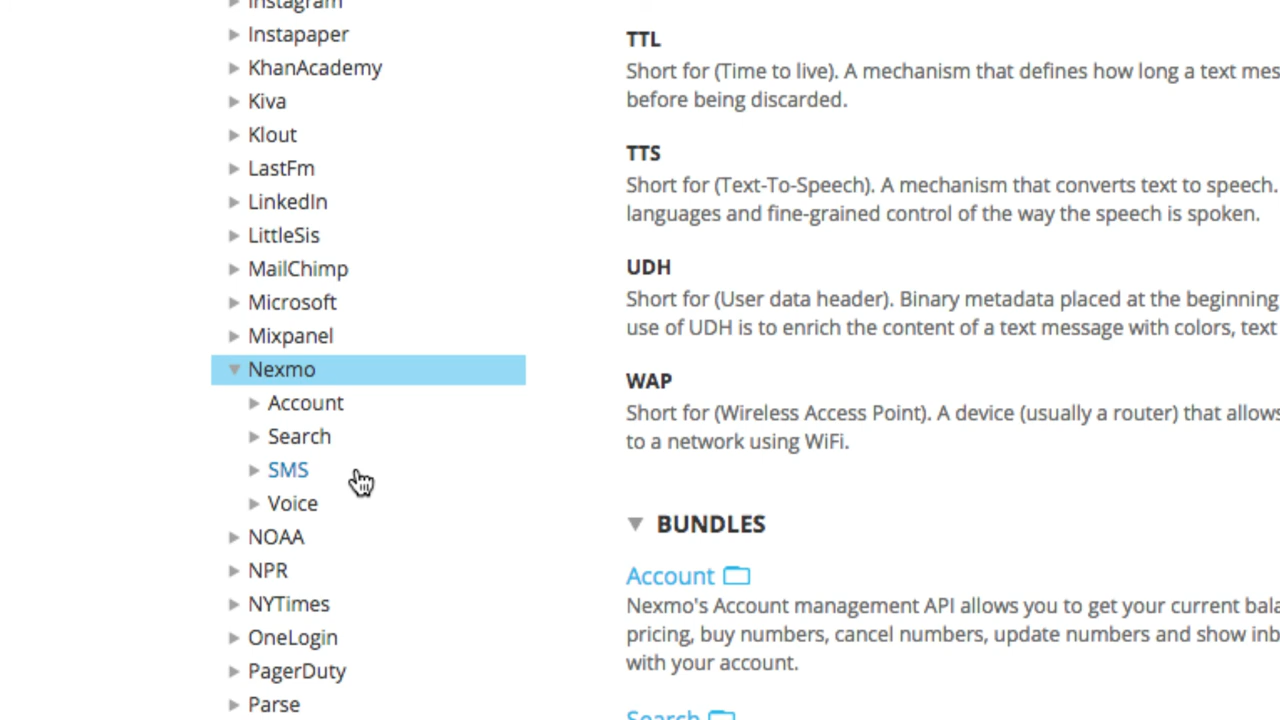 Instagram
Instapaper
KhanAcademy
Kiva
Klout
LastFm
LinkedIn
LittleSis
MailChimp
Microsoft
Mixpanel
Nexmo
Account
Search
SMS
Voice
NOAA
NPR
NYTimes
OneLogin
PagerDuty
Parse
TTL
Short for (Time to live). A mechanism that defines how long a text mes
before being discarded.
TTS
Short for (Text-To-Speech). A mechanism that converts text to speech.
languages and fine-grained control of the way the speech is spoken.
UDH
Short for (User data header). Binary metadata placed at the beginning
use of UDH is to enrich the content of a text message with colors, text
WAP
Short for (Wireless Access Point). A device (usually a router) that allows
to a network using WiFi.
BUNDLES
Account
Nexmo's Account management API allows you to get your current bala
pricing, buy numbers, cancel numbers, update numbers and show inb
with your account.
Search